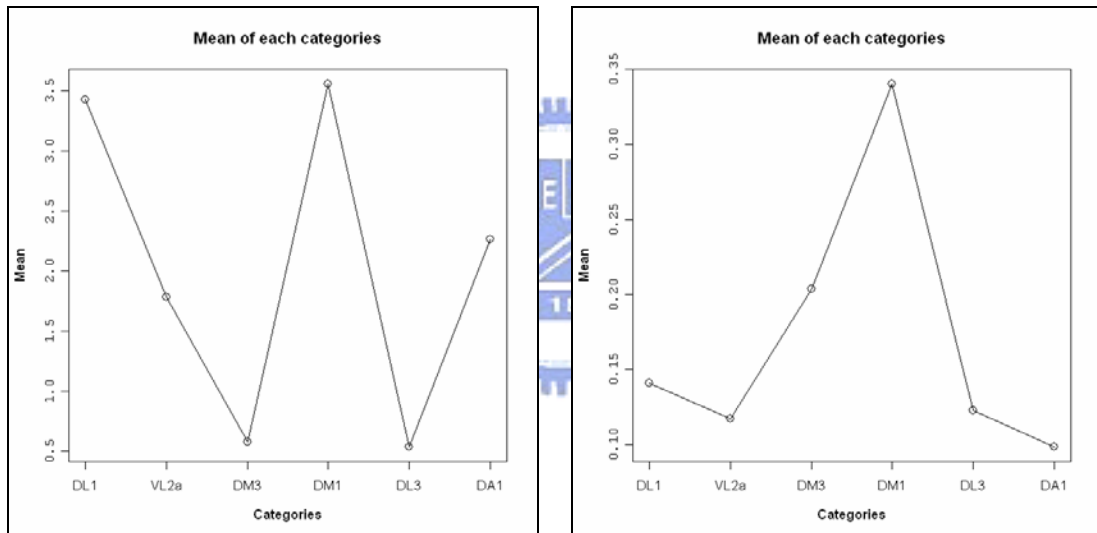 Mean of each categories
3.5
3.0
2.5
2.0
1.5
1.0
0.5
Mean
DL1 VL2a DM3 DM1 DL3 DA1
Categories
E
1
Mean of each categories
0.35
0.30
0.25
0.20
0.15
0.10
Mean
DL1 VL2a DM3 DM1 DL3 DA1
Categories